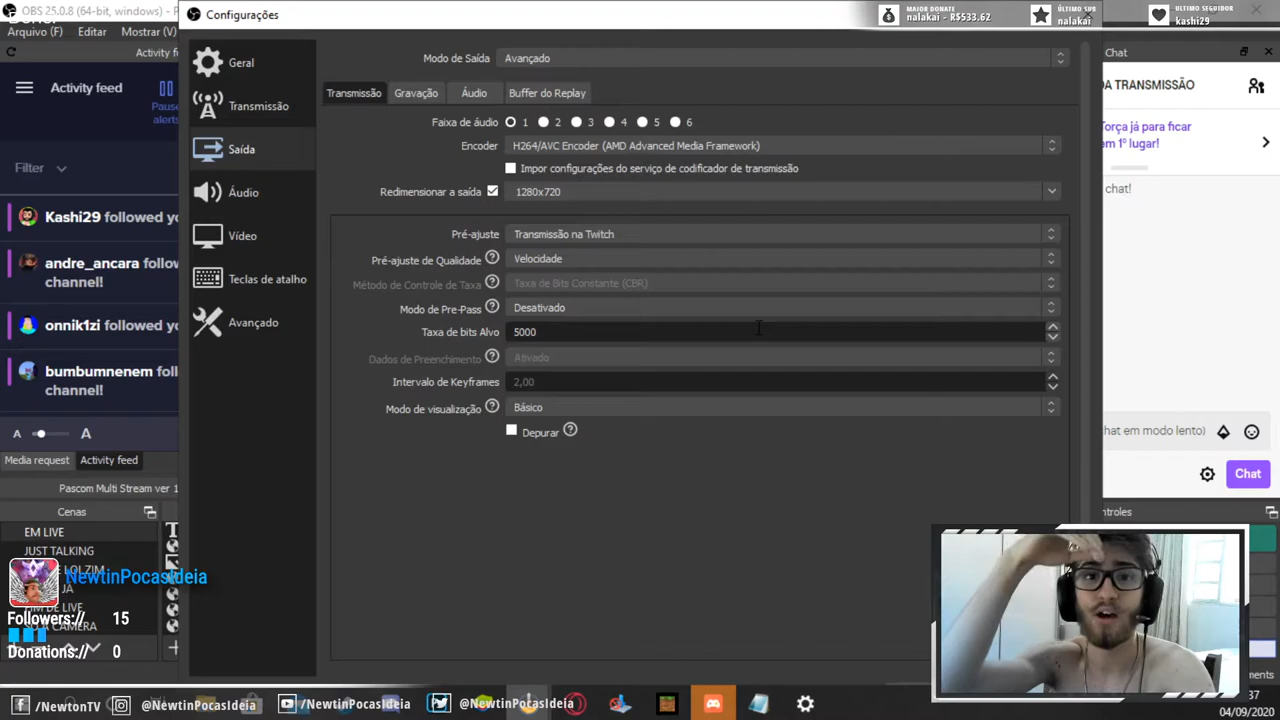 OBS 25.0.8 (64-bit, windows) - P
Configurações
MAIOR DONATE
nalakai - R$533.62
ÚLTIMO SUB
nalakai
ULTIMO SEGUIDOR
kashi29
Arquivo (F)
Editar
Mostrar (V)
Activity fe
Activity feed
Pause
alerts
Filter
Kashi29 followed yo
andre_ancara follow
channel!
onnik1zi followed yo
bumbumnenem
channel!
A
A
Media request
Activity feed
Pascom Multi Stream ver 1
Cenas
EM LIVE
JUST TALKING
NewtinPocasIdeia
Followers://
15
Donations://
0
Geral
Transmissão
Saída
Áudio
Vídeo
Teclas de atalho
Avançado
Modo de Saída
Avançado
Transmissão
Gravação
Áudio
Buffer do Replay
Faixa de áudio
1
2
3
4
5
6
Encoder
H264/AVC Encoder (AMD Advanced Media Framework)
Impor configurações do serviço de codificador de transmissão
Redimensionar a saída
1280x720
Pré-ajuste
Transmissão na Twitch
Pré-ajuste de Qualidade
Velocidade
Método de Controle de Taxa
Taxa de Bits Constante (CBR)
Modo de Pre-Pass
Desativado
Taxa de bits Alvo
5000
Dados de Preenchimento
Ativado
Intervalo de Keyframes
2,00
Modo de visualização
Básico
Depurar
Chat
DA TRANSMISSÃO
Torça já para ficar
em 1º lugar!
chat!
chat em modo lento)
Chat
ntroles
/NewtonTV
@NewtinPocasIdeia
/NewtinPocasIdeia
@NewtinPocasIdeia
37
04/09/2020